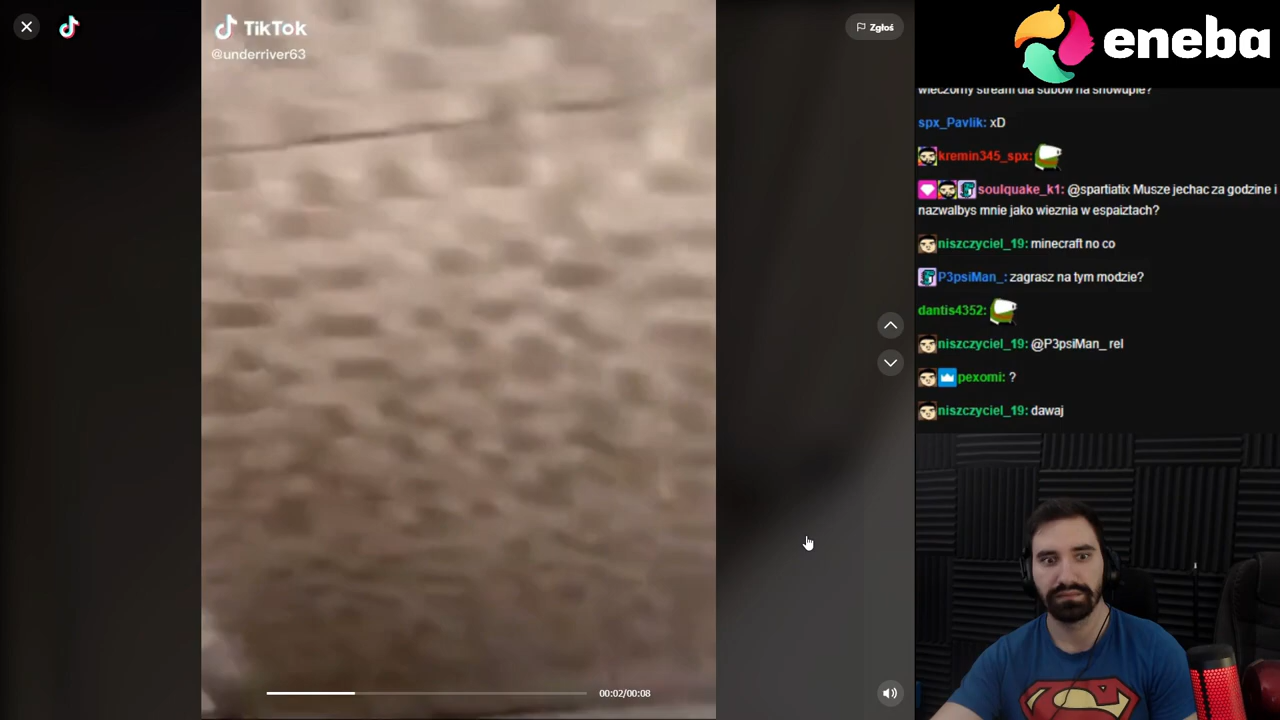 TikTok
@underriver63
Zgłoś
eneba
wieczorny stream dla subów na showupie?
spx_Pavlik: xD
kremin345_spx:
soulquake_k1: @spartiatix Musze jechac za godzine i
nazwalbys mnie jako wieznia w espaiztach?
niszczyciel_19: minecraft no co
P3psiMan_: zagrasz na tym modzie?
dantis4352:
niszczyciel_19: @P3psiMan_ rel
pexomi: ?
niszczyciel_19: dawaj
00:02/00:08